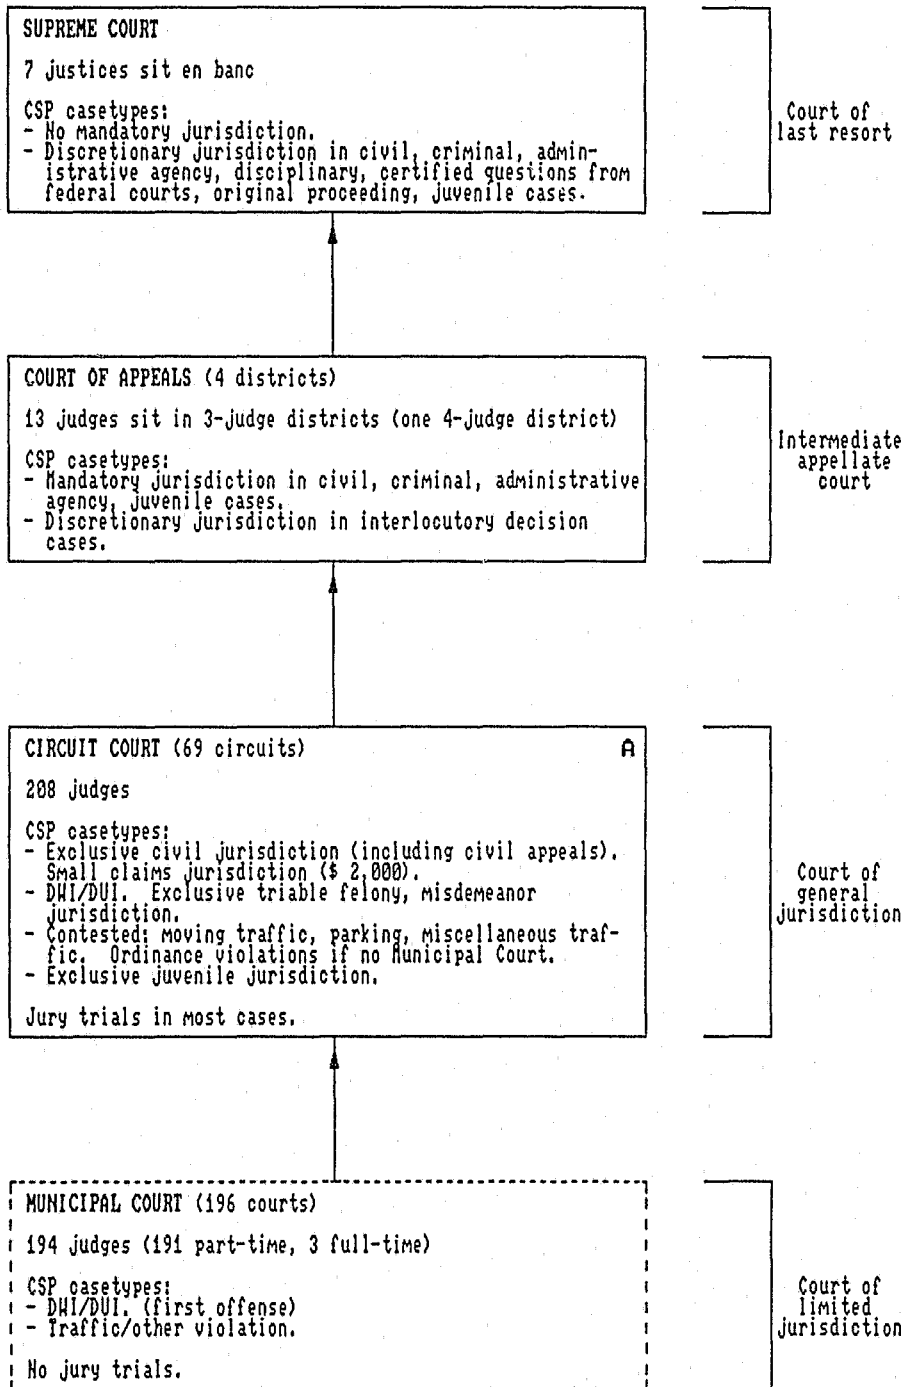 SUPREME COURT
7 justices sit en banc
CSP casetypes:
- No mandatory jurisdiction.
- Discretionary jurisdiction in civil, criminal, admin-
istrative agency, disciplinary, certified questions from
federal courts, original proceeding, juvenile cases.
Court of
last resort
COURT OF APPEALS (4 districts)
13 judges sit in 3-judge districts (one 4-judge district)
CSP casetypes:
- Mandatory jurisdiction in civil, criminal, administrative
agency, juvenile cases.
- Discretionary jurisdiction in interlocutory decision
cases.
Intermediate
appellate
court
CIRCUIT COURT (69 circuits) A
208 judges
CSP casetypes:
- Exclusive civil jurisdiction (including civil appeals).
Small claims jurisdiction ($ 2,000).
- DWI/DUI. Exclusive triable felony, misdemeanor
jurisdiction.
- Contested: moving traffic, parking, miscellaneous traf-
fic. Ordinance violations if no Municipal Court.
- Exclusive juvenile jurisdiction.
Jury trials in most cases.
Court of
general
jurisdiction
MUNICIPAL COURT (196 courts)
194 judges (191 part-time, 3 full-time)
CSP casetypes:
- DWI/DUI. (first offense)
- Traffic/other violation.
No jury trials.
Court of
limited
jurisdiction